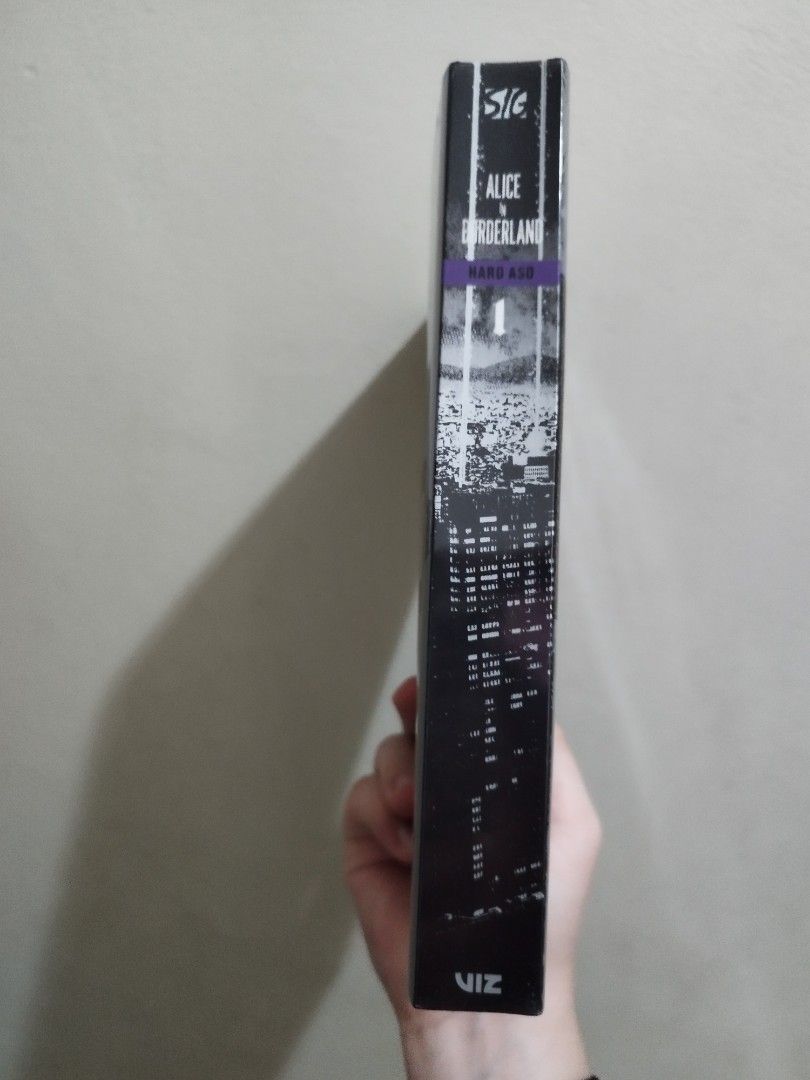 SIG
ALICE
in
BORDERLAND
HARO ASO
1
VIZ